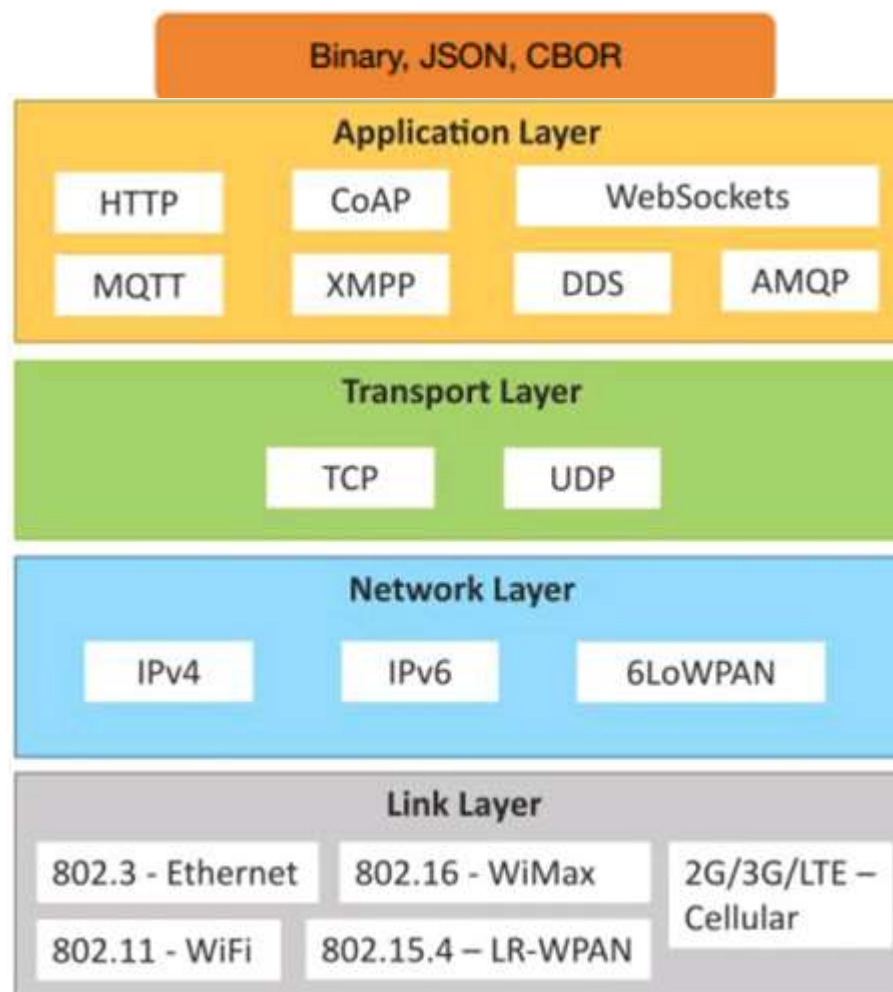 Binary, JSON, CBOR
Application Layer
HTTP
CoAP
WebSockets
MQTT
XMPP
DDS
AMQP
Transport Layer
TCP
UDP
Network Layer
IPv4
IPv6
6LoWPAN
Link Layer
802.3 - Ethernet
802.16 - WiMax
2G/3G/LTE –
Cellular
802.11 - WiFi
802.15.4 – LR-WPAN